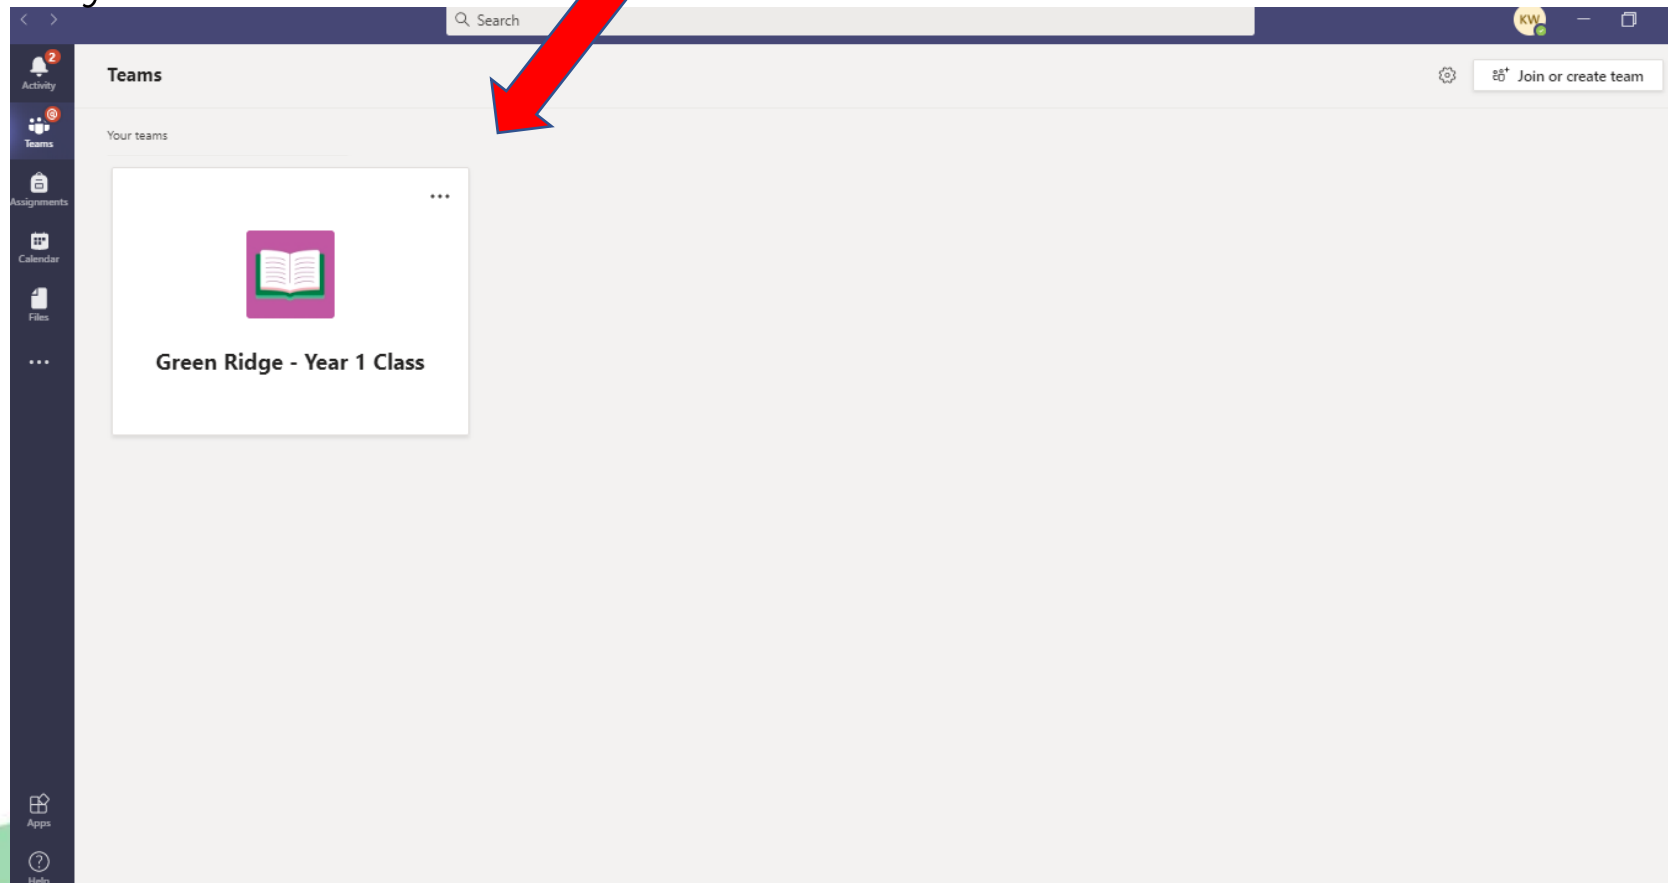 Search
KW
2
Activity
Teams
Join or create team
@
Teams
Your teams
Assignments
Calendar
Files
Green Ridge - Year 1 Class
Apps
Help